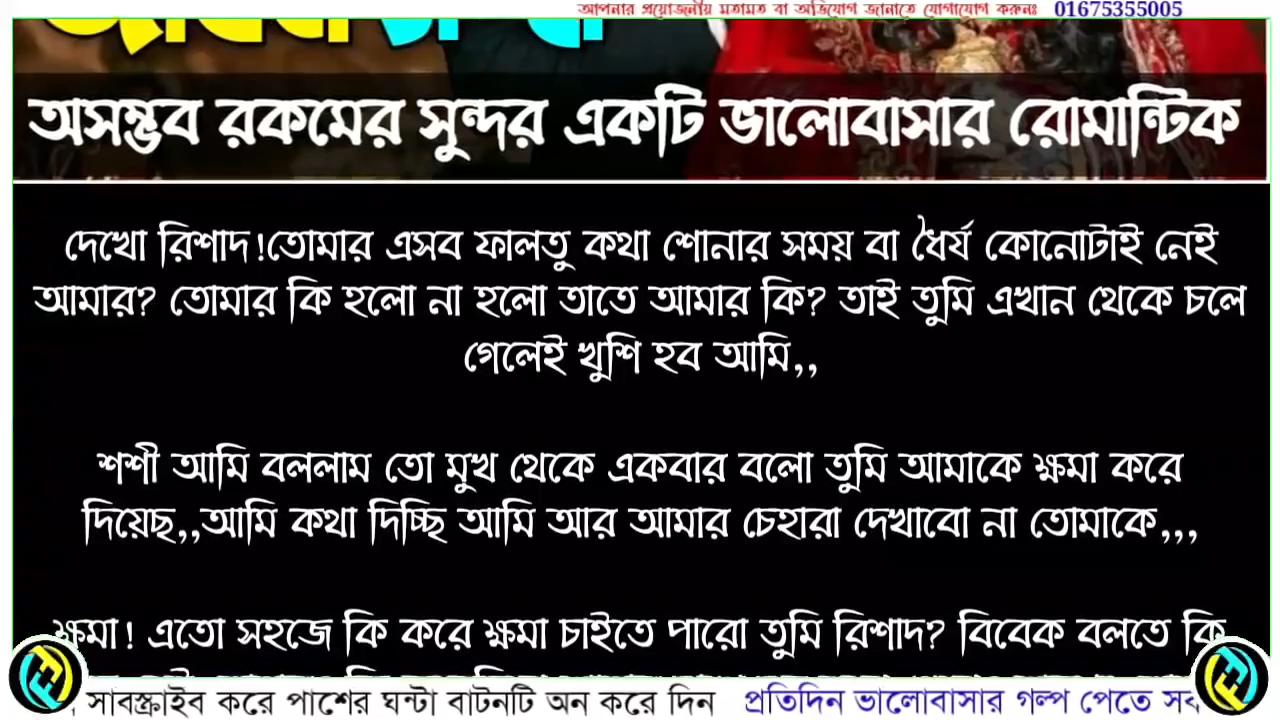 আপনার প্রয়োজনীয় মতামত বা অভিযোগ জানাতে যোগাযোগ করুনঃ 01675355005
অসম্ভব রকমের সুন্দর একটি ভালোবাসার রোমান্টিক
দেখো রিশাদ!তোমার এসব ফালতু কথা শোনার সময় বা ধৈর্য কোনোটাই নেই
আমার? তোমার কি হলো না হলো তাতে আমার কি? তাই তুমি এখান থেকে চলে
গেলেই খুশি হব আমি,,
শশী আমি বললাম তো মুখ থেকে একবার বলো তুমি আমাকে ক্ষমা করে
দিয়েছ,,আমি কথা দিচ্ছি আমি আর আমার চেহারা দেখাবো না তোমাকে,,,
ক্ষমা! এতো সহজে কি করে ক্ষমা চাইতে পারো তুমি রিশাদ? বিবেক বলতে কি
সাবস্ক্রাইব করে পাশের ঘন্টা বাটনটি অন করে দিন প্রতিদিন ভালোবাসার গল্প পেতে